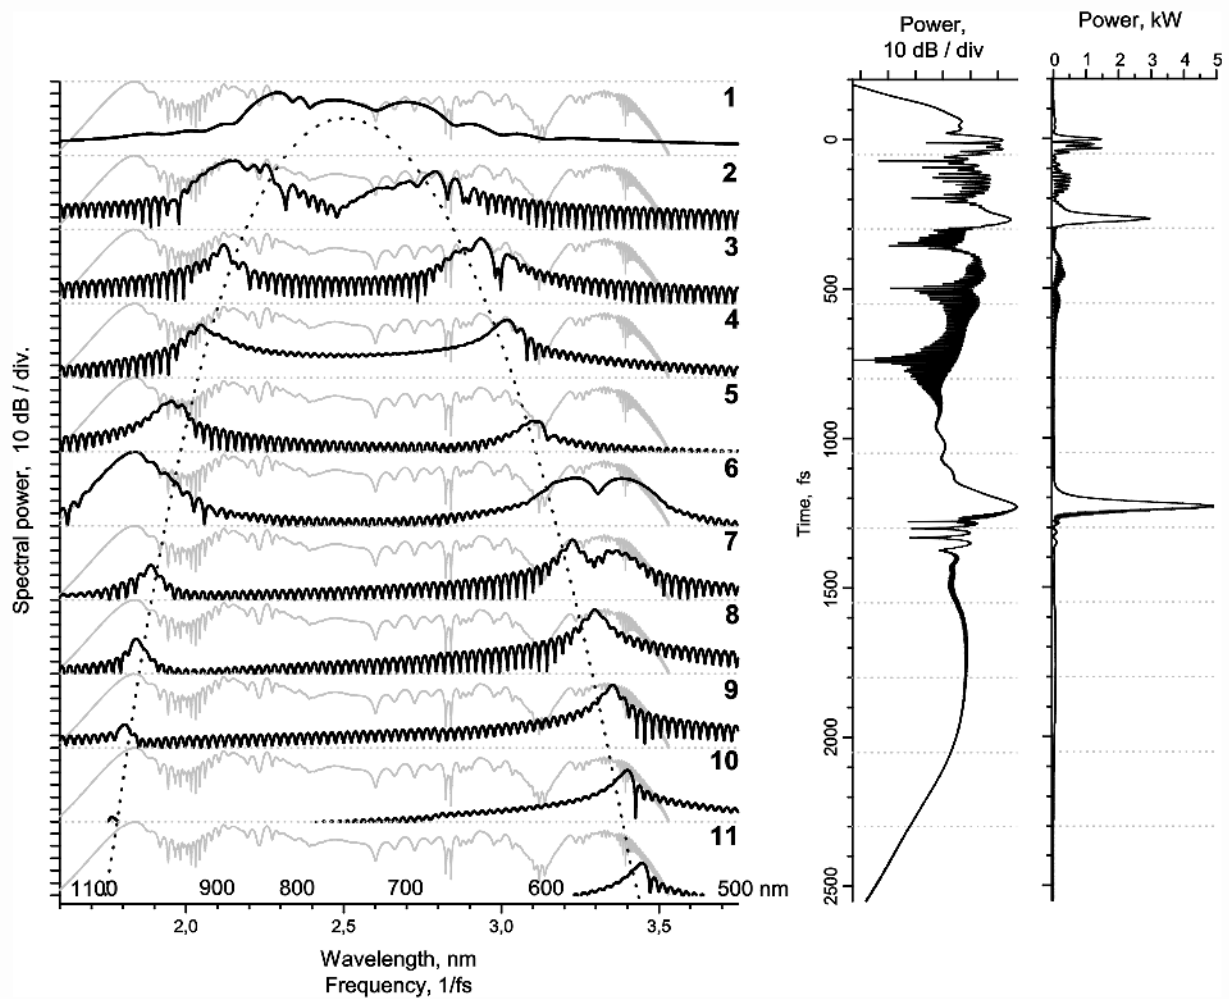 Power,
10 dB / div
Power, kW
0 1 2 3 4 5
1
2
3
4
5
6
7
8
9
10
11
Spectral power, 10 dB / div.
1100 900 800 700 600 500 nm
2,0 2,5 3,0 3,5
Wavelength, nm
Frequency, 1/fs
Time, fs
0
500
1000
1500
2000
2500